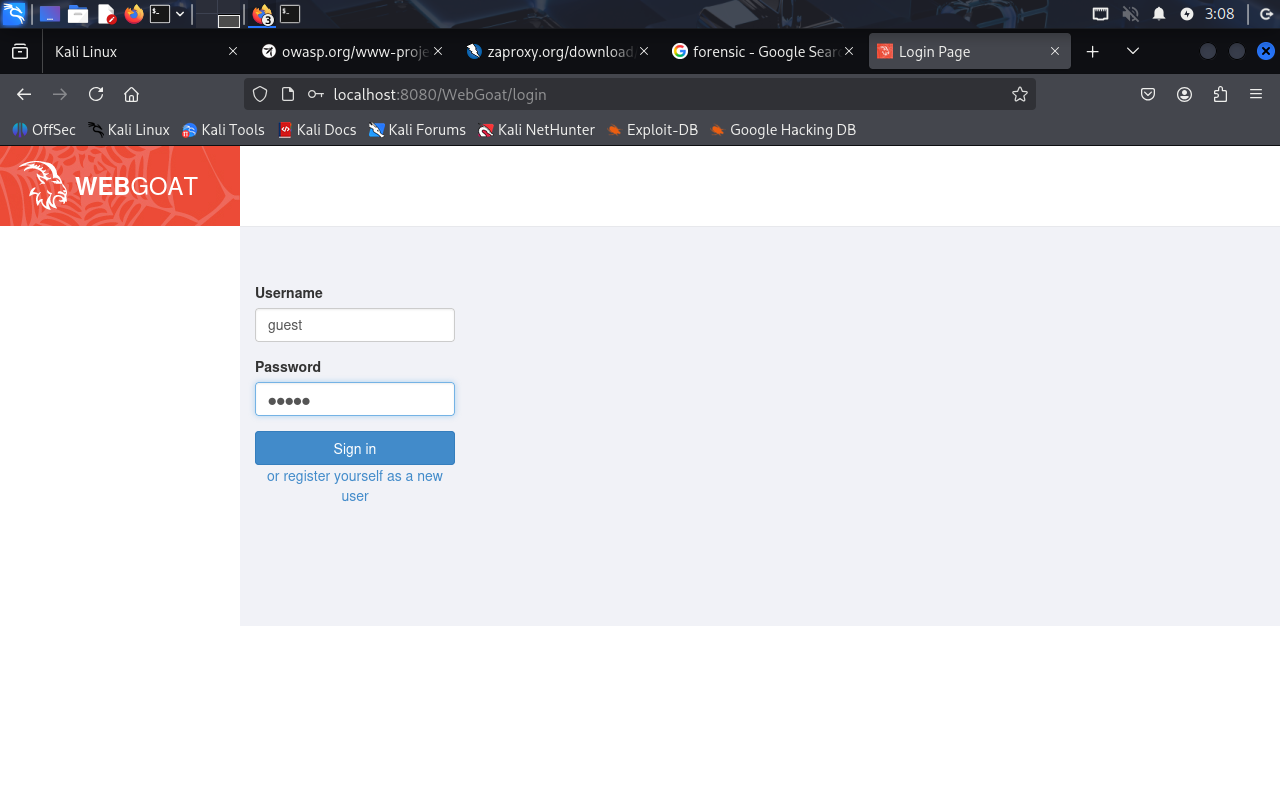 3:08
Kali Linux
owasp.org/www-proje
zaproxy.org/download
forensic - Google Sear
Login Page
localhost:8080/WebGoat/login
OffSec
Kali Linux
Kali Tools
Kali Docs
Kali Forums
Kali NetHunter
Exploit-DB
Google Hacking DB
WEBGOAT
Username
guest
Password
●●●●●
Sign in
or register yourself as a new
user